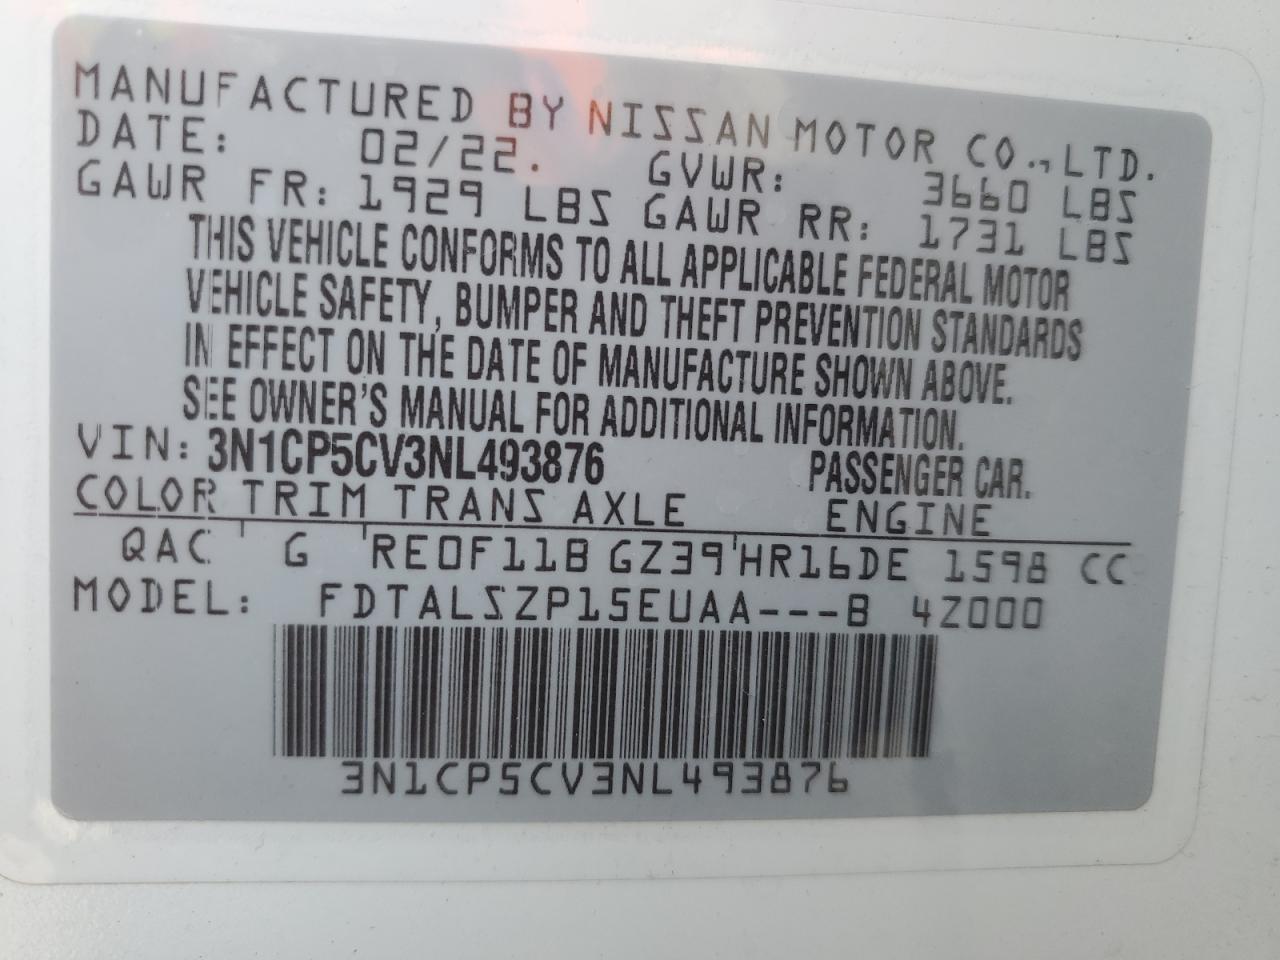 MANUFACTURED BY NISSAN MOTOR CO.,LTD.
DATE: 02/22. GVWR: 3660 LBS
GAWR FR: 1929 LBS GAWR RR: 1731 LBS
THIS VEHICLE CONFORMS TO ALL APPLICABLE FEDERAL MOTOR
VEHICLE SAFETY, BUMPER AND THEFT PREVENTION STANDARDS
IN EFFECT ON THE DATE OF MANUFACTURE SHOWN ABOVE.
SEE OWNER'S MANUAL FOR ADDITIONAL INFORMATION.
VIN: 3N1CP5CV3NL493876 PASSENGER CAR.
COLOR TRIM TRANS AXLE ENGINE
QAC ' G 'RE0F11B GZ39'HR16DE 1598 CC
MODEL: FDTALSZP15EUAA---B 4Z000
3N1CP5CV3NL493876